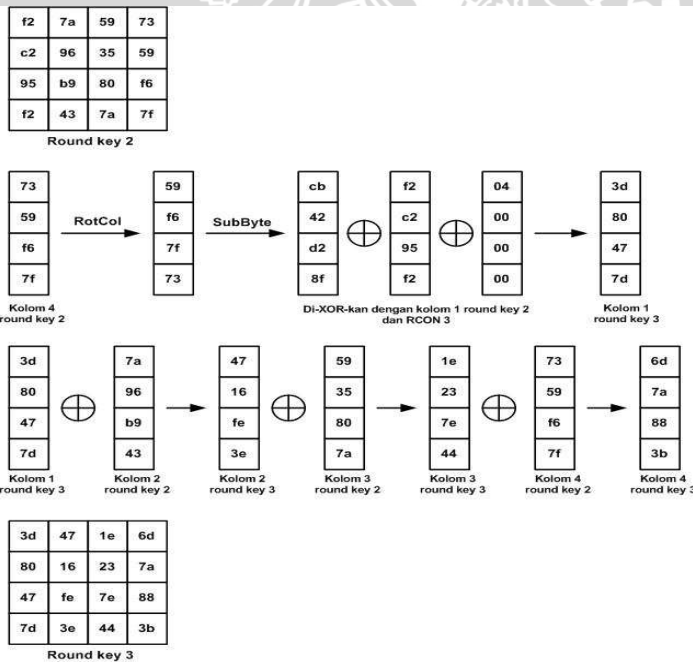 f2 7a 59 73
c2 96 35 59
95 b9 80 f6
f2 43 7a 7f
Round key 2
73 59 cb f2 04 3d
59 RotCol f6 SubByte 42 c2 00 80
f6 7f d2 95 00 47
7f 73 8f f2 00 7d
Kolom 4 Di-XOR-kan dengan kolom 1 round key 2 Kolom 1
round key 2 dan RCON 3 round key 3
3d 7a 47 59 1e 73 6d
80 96 16 35 23 59 7a
47 b9 fe 80 7e f6 88
7d 43 3e 7a 44 7f 3b
Kolom 1 Kolom 2 Kolom 2 Kolom 3 Kolom 3 Kolom 4 Kolom 4
round key 3 round key 2 round key 3 round key 2 round key 3 round key 2 round key 3
3d 47 1e 6d
80 16 23 7a
47 fe 7e 88
7d 3e 44 3b
Round key 3